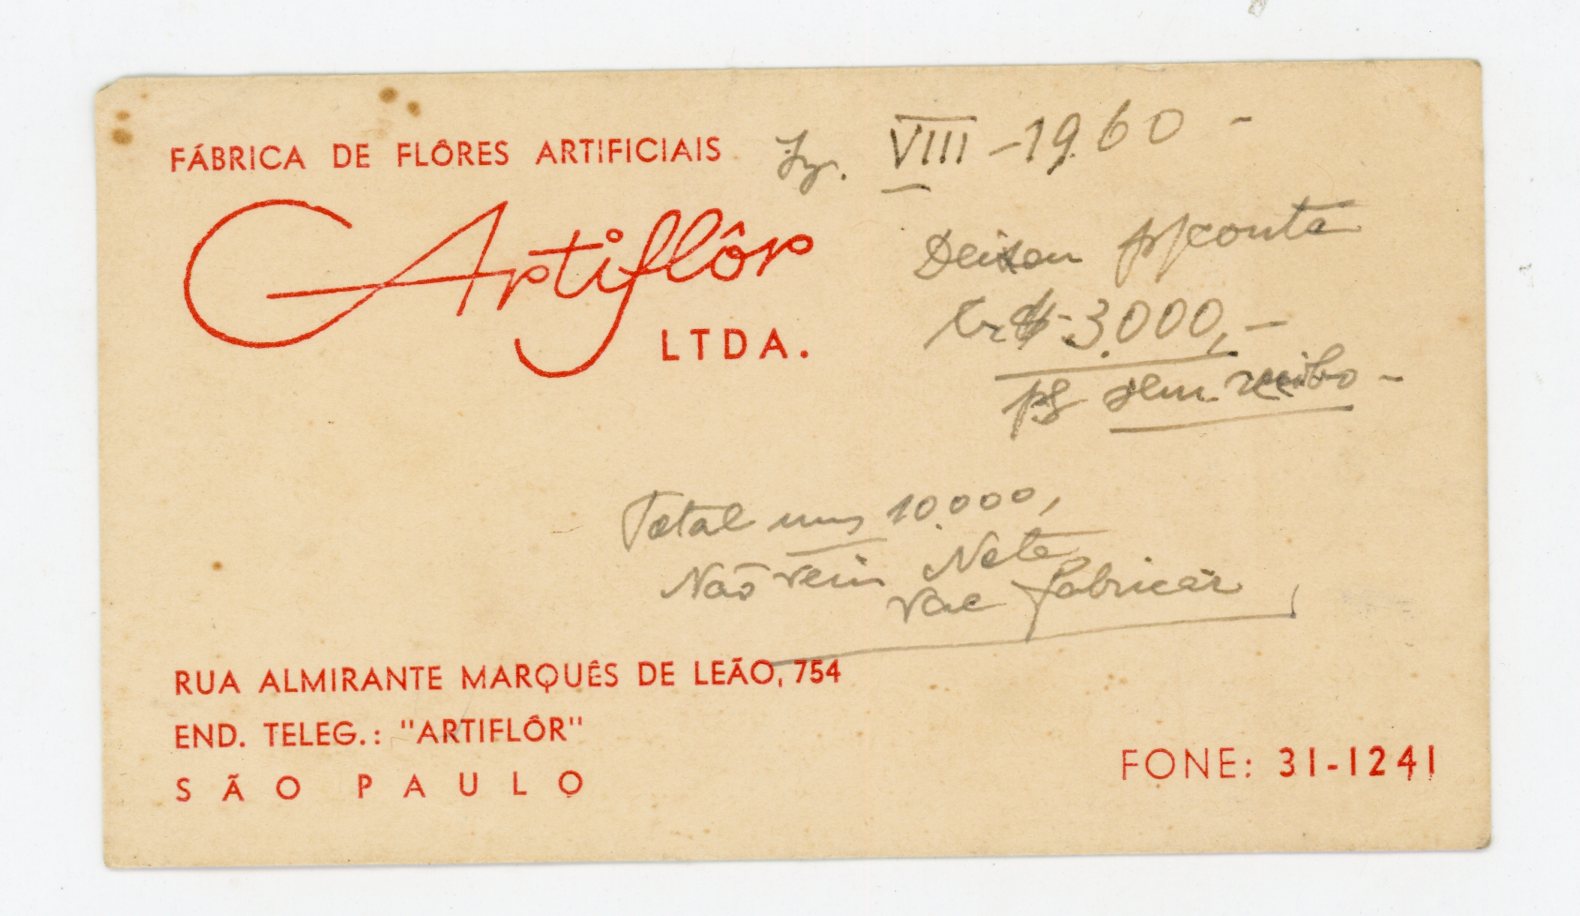 FÁBRICA DE FLÔRES ARTIFICIAIS
VIII - 1960 -
Artiflôr
LTDA.
Deixou p/conta
Cr$ 3.000,-
pg sem recibo -
Total uns 10.000,
Não vem Nota
vae fabricar
RUA ALMIRANTE MARQUÊS DE LEÃO, 754
END. TELEG.: "ARTIFLÔR"
SÃO PAULO
FONE: 31-1241